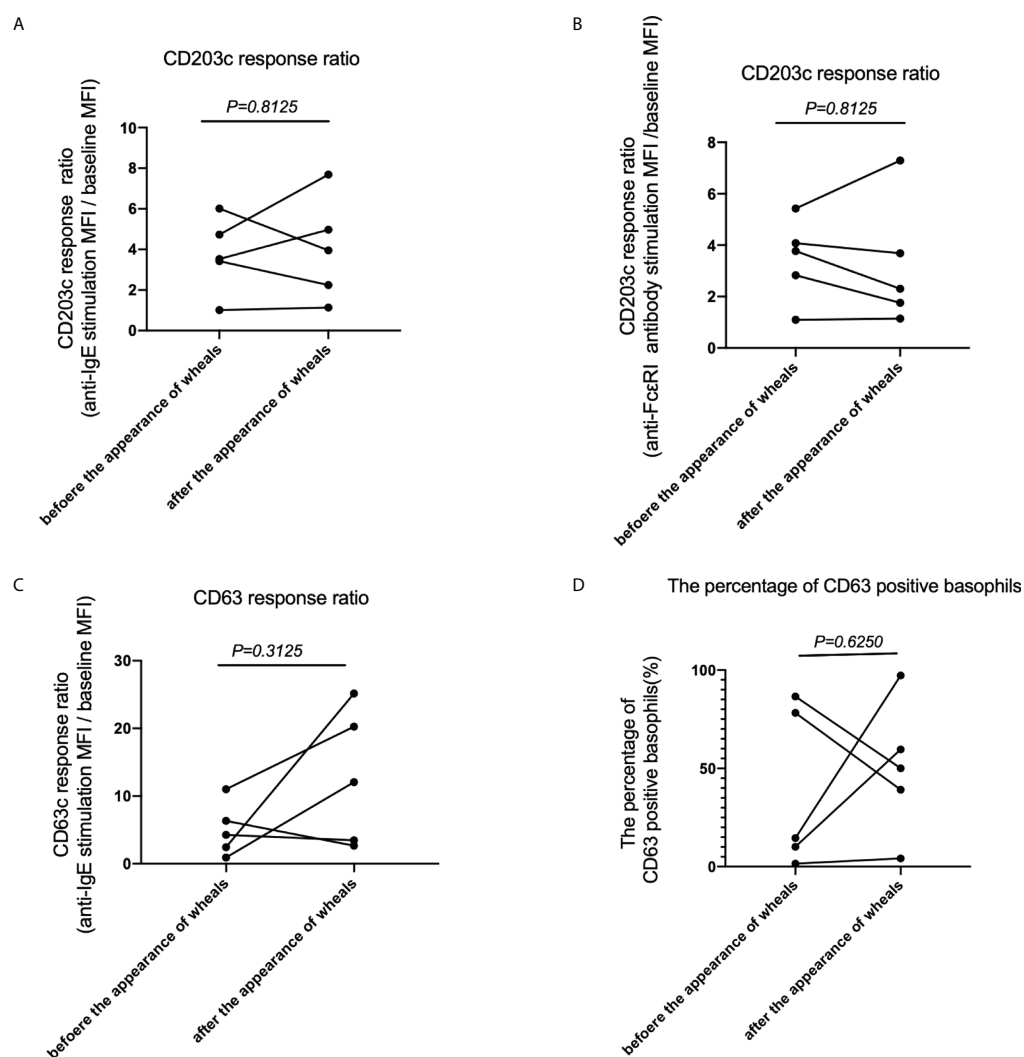 A
CD203c response ratio
P=0.8125
CD203c response ratio
(anti-IgE stimulation MFI / baseline MFI)
10
8
6
4
2
0
befoere the appearance of wheals
after the appearance of wheals
B
CD203c response ratio
P=0.8125
CD203c response ratio
(anti-FcεRI antibody stimulation MFI /baseline MFI)
8
6
4
2
0
befoere the appearance of wheals
after the appearance of wheals
C
CD63 response ratio
P=0.3125
CD63c response ratio
(anti-IgE stimulation MFI / baseline MFI)
30
20
10
0
befoere the appearance of wheals
after the appearance of wheals
D
The percentage of CD63 positive basophils
P=0.6250
The percentage of
CD63 positive basophils(%)
100
50
0
befoere the appearance of wheals
after the appearance of wheals